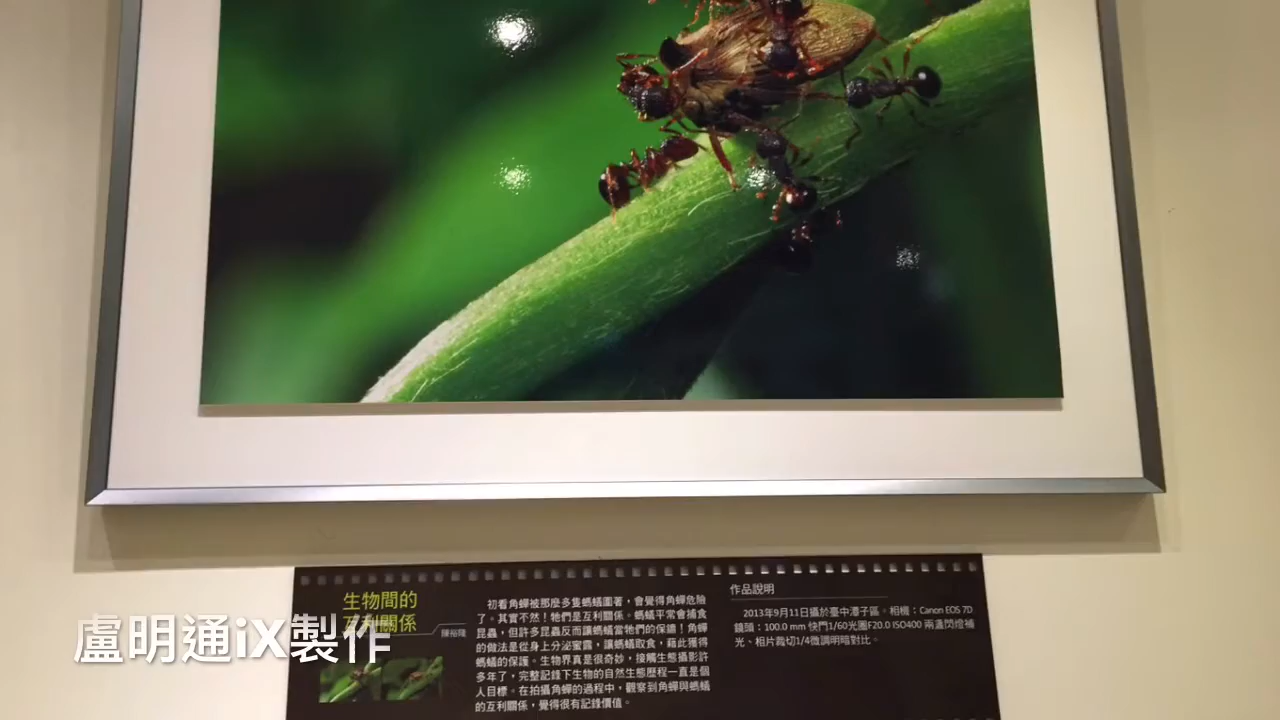 生物間的
互利關係
陳裕隆
初看角蟬被那麼多隻螞蟻圍著，會覺得角蟬危險
了。其實不然！牠們是互利關係。螞蟻平常會捕食
昆蟲，但許多昆蟲反而讓螞蟻當牠們的保鑣！角蟬
的做法是從身上分泌蜜露，讓螞蟻取食，藉此獲得
螞蟻的保護。生物界真是很奇妙，接觸生態攝影許
多年了，完整記錄下生物的自然生態歷程一直是個
人目標。在拍攝角蟬的過程中，觀察到角蟬與螞蟻
的互利關係，覺得很有記錄價值。
作品說明
2013年9月11日攝於臺中潭子區。相機：Canon EOS 7D
鏡頭：100.0 mm 快門1/60光圈F20.0 ISO400 兩盞閃燈補
光、相片裁切1/4微調明暗對比。
盧明通iX製作